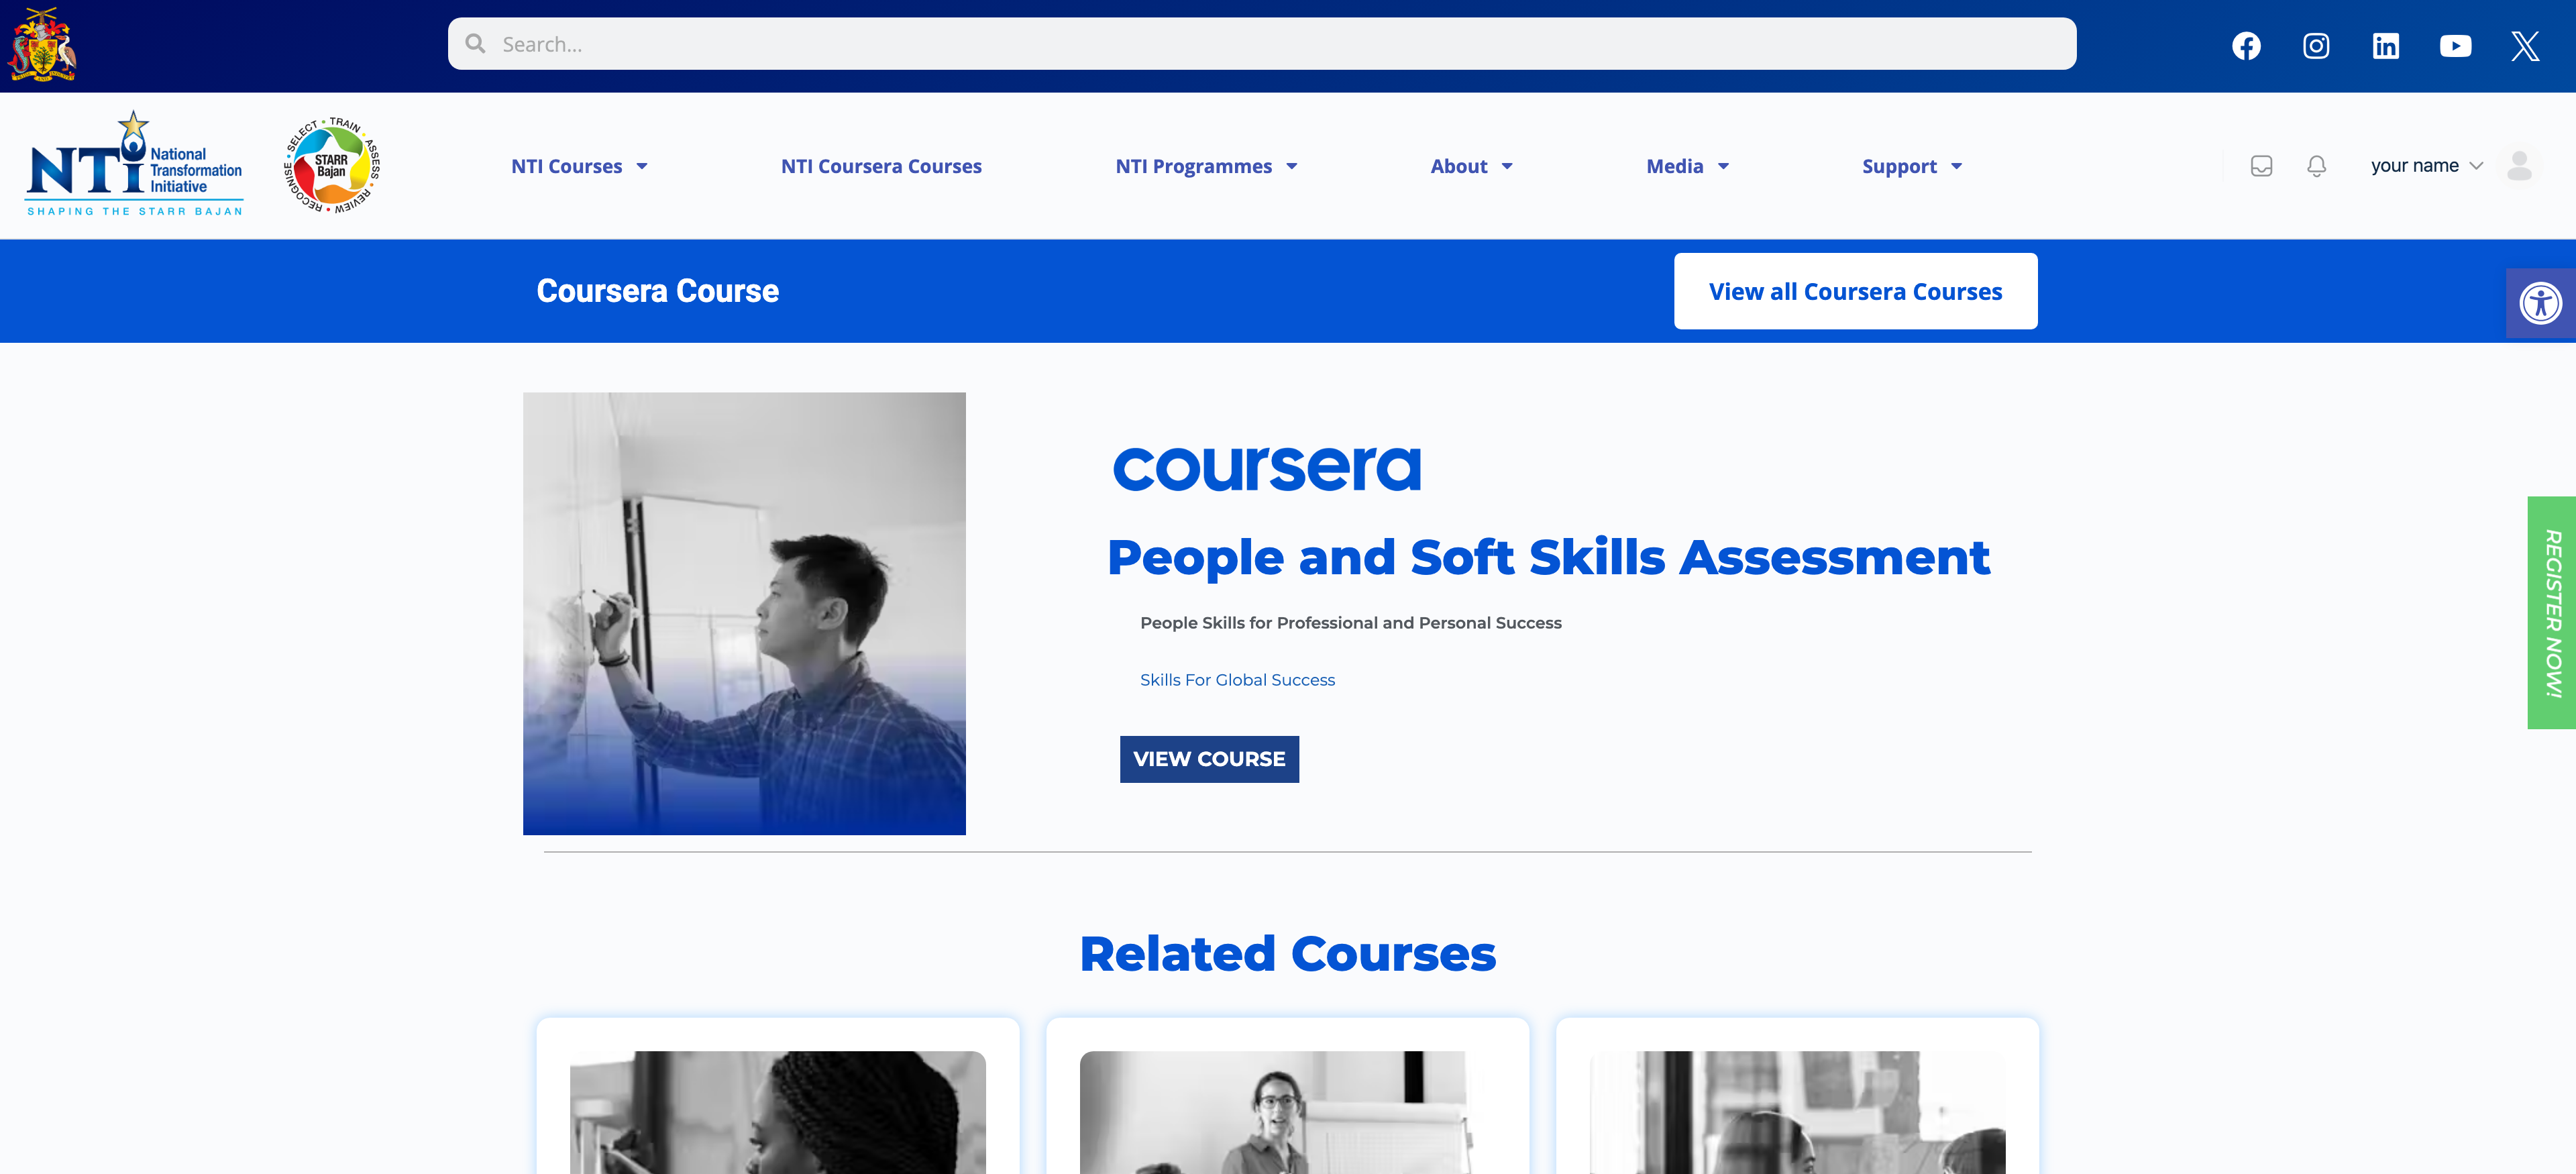 Search...
National
Transformation
Initiative
NTi
SHAPING THE STARR BAJAN
SELECT • TRAIN • ASSESS • REVIEW • RECOGNISE •
STARR
Bajan
NTI Courses
NTI Coursera Courses
NTI Programmes
About
Media
Support
your name
Coursera Course
View all Coursera Courses
coursera
People and Soft Skills Assessment
People Skills for Professional and Personal Success
Skills For Global Success
VIEW COURSE
REGISTER NOW!
Related Courses